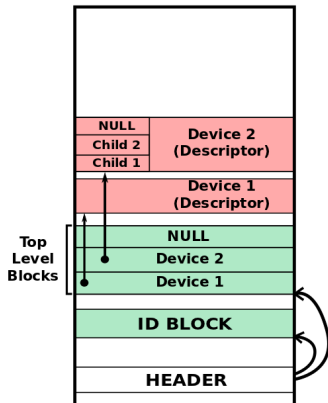 NULL
Child 2
Child 1
Device 2
(Descriptor)
Device 1
(Descriptor)
Top
Level
Blocks
NULL
Device 2
Device 1
ID BLOCK
HEADER